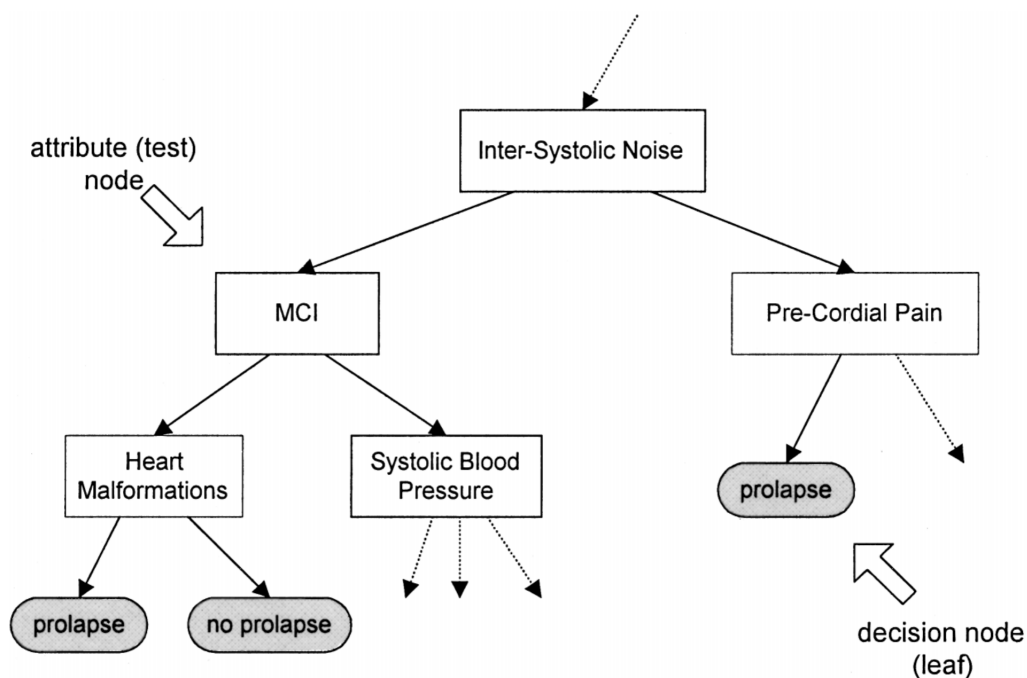 Inter-Systolic Noise
attribute (test)
node
MCI
Pre-Cordial Pain
Heart
Malformations
Systolic Blood
Pressure
prolapse
prolapse
no prolapse
decision node
(leaf)